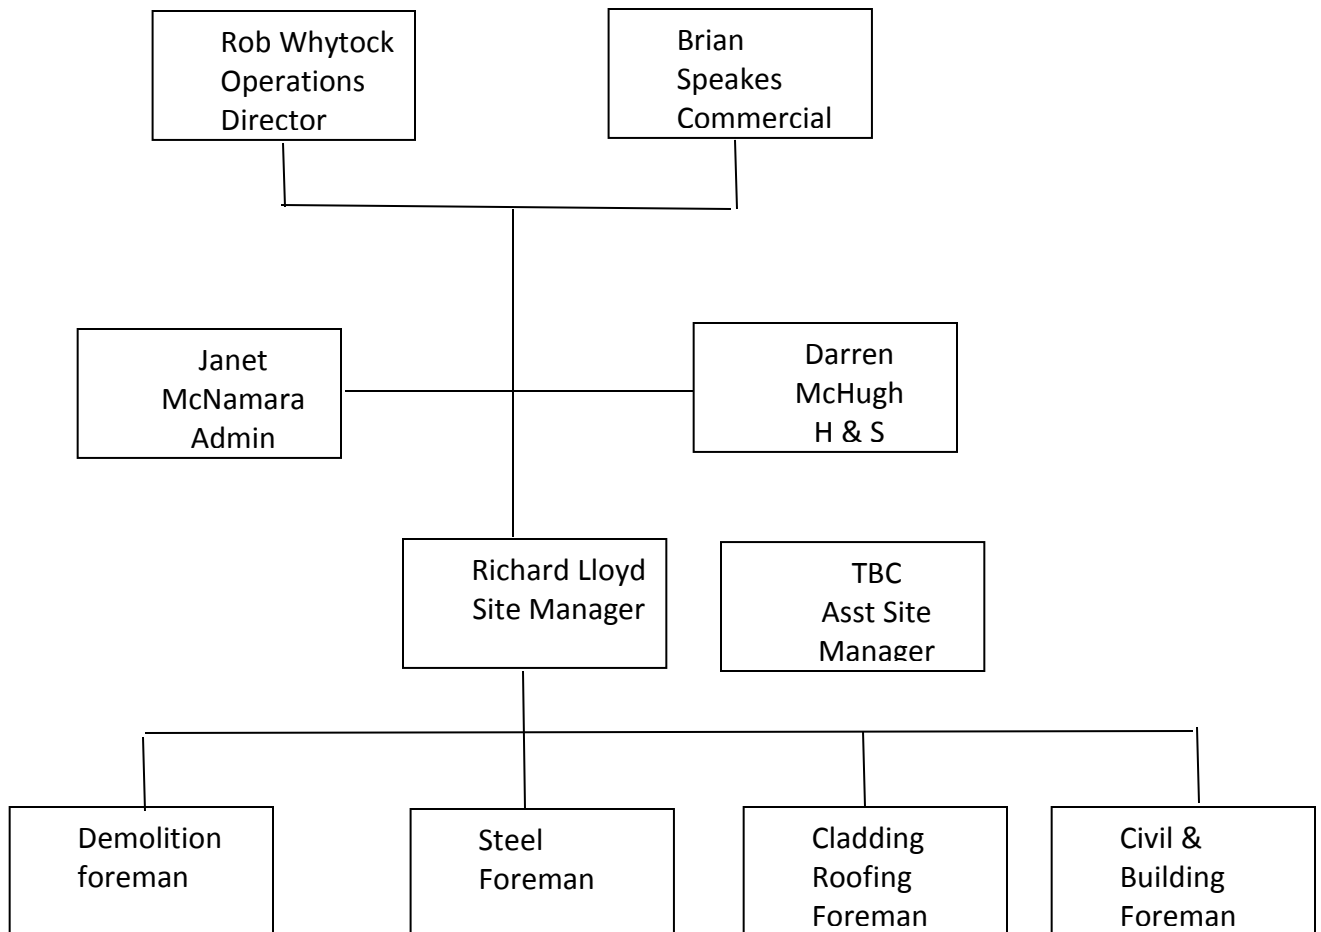 Rob Whytock
Operations
Director
Brian
Speakes
Commercial
Janet
McNamara
Admin
Darren
McHugh
H & S
Richard Lloyd
Site Manager
TBC
Asst Site
Manager
Demolition
foreman
Steel
Foreman
Cladding
Roofing
Foreman
Civil &
Building
Foreman